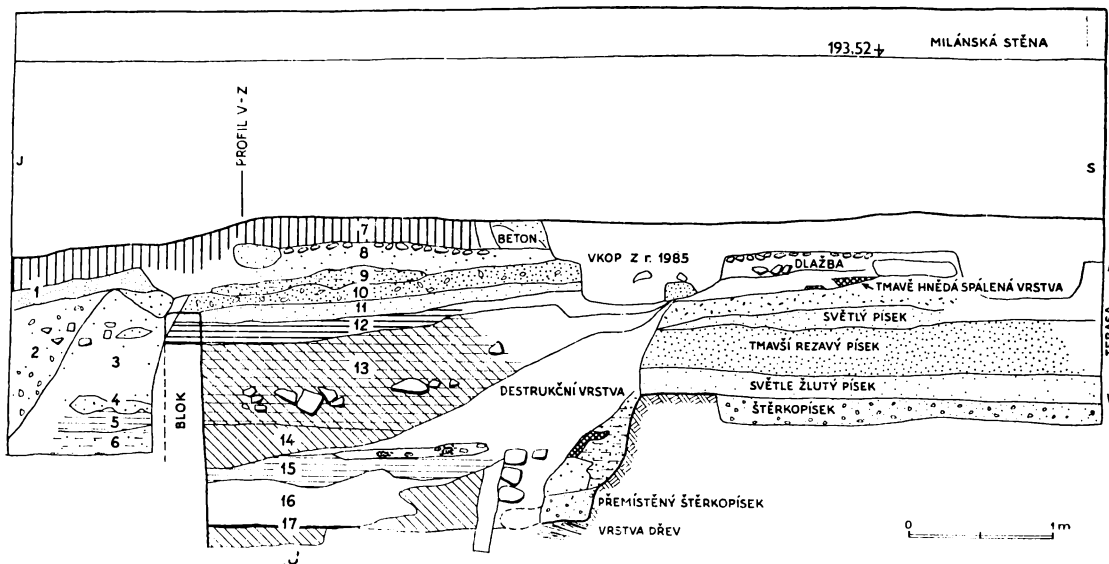 193.52
MILÁNSKÁ STĚNA
J
PROFIL V-Z
S
7
BETON
8
VKOP Z r. 1985
DLAŽBA
9
TMAVĚ HNĚDÁ SPÁLENÁ VRSTVA
1
10
11
SVĚTLÝ PÍSEK
12
TERASA
2
3
13
TMAVŠÍ REZAVÝ PÍSEK
DESTRUKČNÍ VRSTVA
SVĚTLE ŽLUTÝ PÍSEK
4
BLOK
ŠTĚRKOPÍSEK
5
6
14
15
16
PŘEMÍSTĚNÝ ŠTĚRKOPÍSEK
17
VRSTVA DŘEV
0 1m